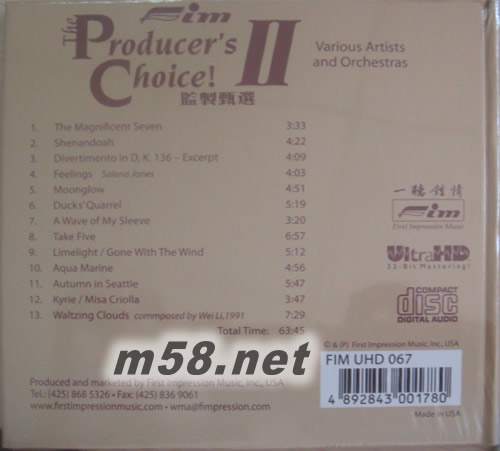 Fim
The Producer's Choice! II
監製甄選
Various Artists
and Orchestras
1. The Magnificent Seven 3:33
2. Shenandoah 4:22
3. Divertimento in D, K. 136 – Excerpt 4:09
4. Feelings Salena Jones 4:03
5. Moonglow 4:51
6. Ducks'Quarrel 5:19
7. A Wave of My Sleeve 3:20
8. Take Five 6:57
9. Limelight / Gone With The Wind 5:12
10. Aqua Marine 4:56
11. Autumn in Seattle 5:47
12. Kyrie / Misa Criolla 3:47
13. Waltzing Clouds commposed by Wei LL1991 7:29
Total Time: 63:45
一聽鍾情
Fim
First Impression Music
UltraHD
32-Bit Mastering!
COMPACT
disc
DIGITAL AUDIO
m58.net
© & (P) First Impression Music, Inc., USA
FIM UHD 067
4 892843 001780
Made in USA
Produced and marketed by First Impression Music, Inc., USA
Tel: (425) 868 5326 • Fax: (425) 836 9061
www.firstimpressionmusic.com • wma@fimpression.com